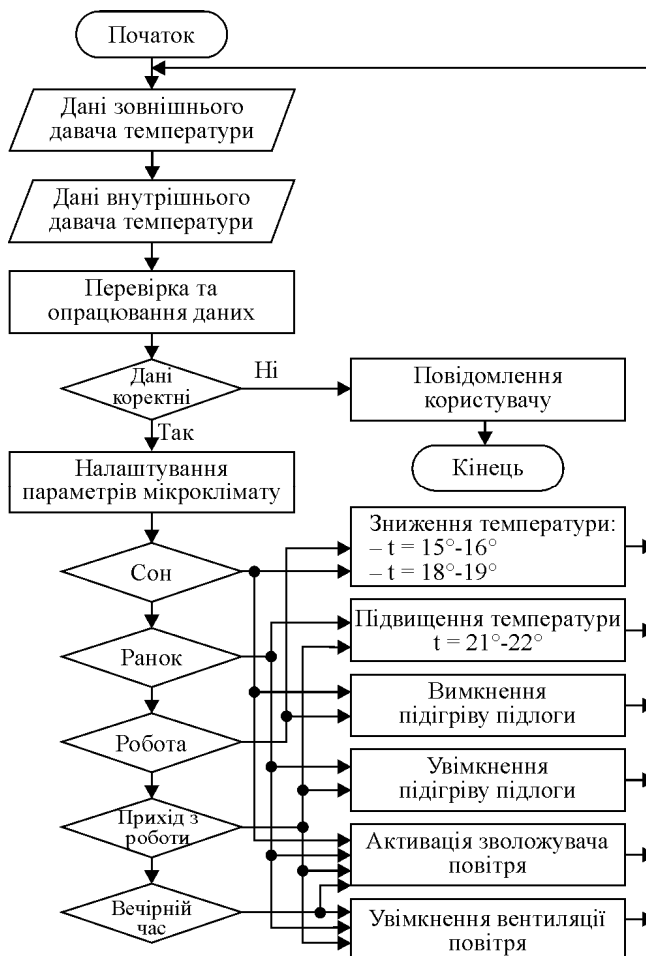 Початок
Дані зовнішнього
давача температури
Дані внутрішнього
давача температури
Перевірка та
опрацювання даних
Дані
коректні
Ні
Так
Повідомлення
користувачу
Кінець
Налаштування
параметрів мікроклімату
Сон
Ранок
Робота
Прихід з
роботи
Вечірній
час
Зниження температури:
– t = 15°-16°
– t = 18°-19°
Підвищення температури
t = 21°-22°
Вимкнення
підігріву підлоги
Увімкнення
підігріву підлоги
Активація зволожувача
повітря
Увімкнення вентиляції
повітря